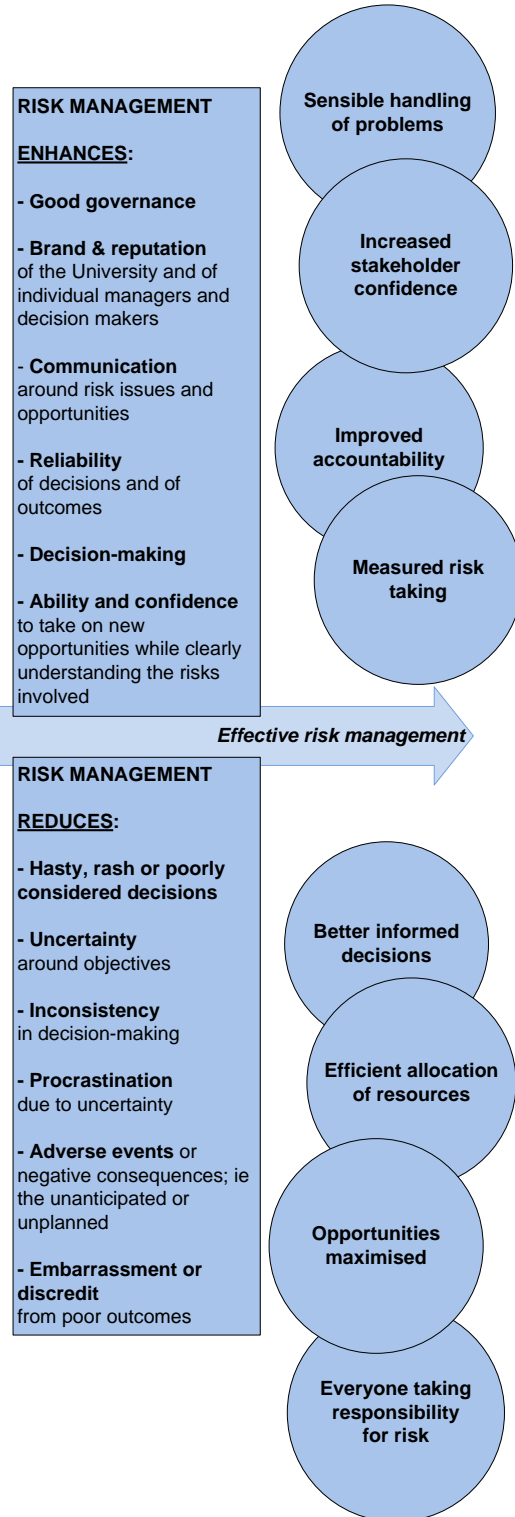 RISK MANAGEMENT
ENHANCES:
- Good governance
- Brand & reputation
of the University and of
individual managers and
decision makers
- Communication
around risk issues and
opportunities
- Reliability
of decisions and of
outcomes
- Decision-making
- Ability and confidence
to take on new
opportunities while clearly
understanding the risks
involved
Sensible handling
of problems
Increased
stakeholder
confidence
Improved
accountability
Measured risk
taking
Effective risk management
RISK MANAGEMENT
REDUCES:
- Hasty, rash or poorly
considered decisions
- Uncertainty
around objectives
- Inconsistency
in decision-making
- Procrastination
due to uncertainty
- Adverse events or
negative consequences; ie
the unanticipated or
unplanned
- Embarrassment or
discredit
from poor outcomes
Better informed
decisions
Efficient allocation
of resources
Opportunities
maximised
Everyone taking
responsibility
for risk